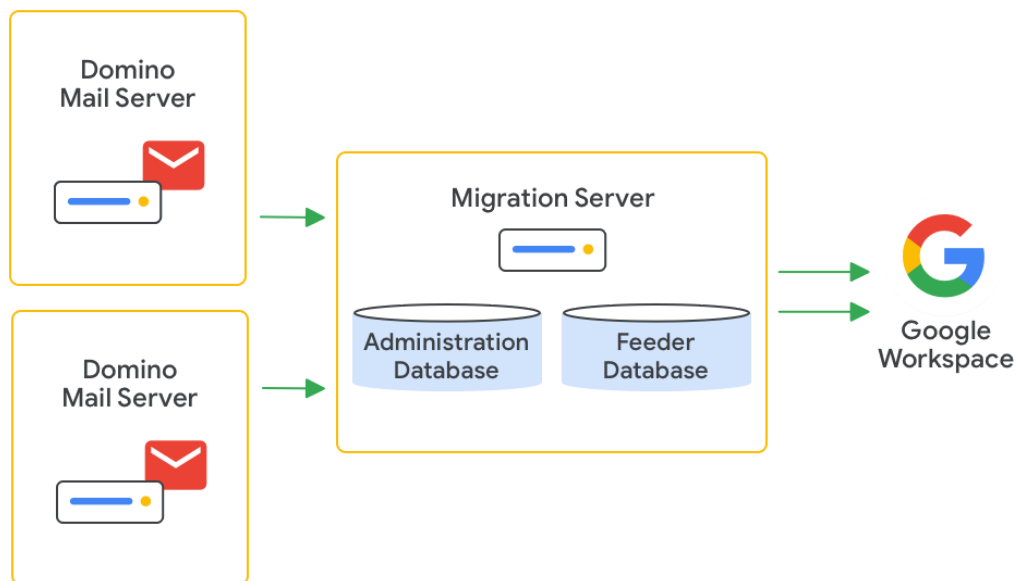 Domino
Mail Server
Domino
Mail Server
Migration Server
Administration
Database
Feeder
Database
Google
Workspace